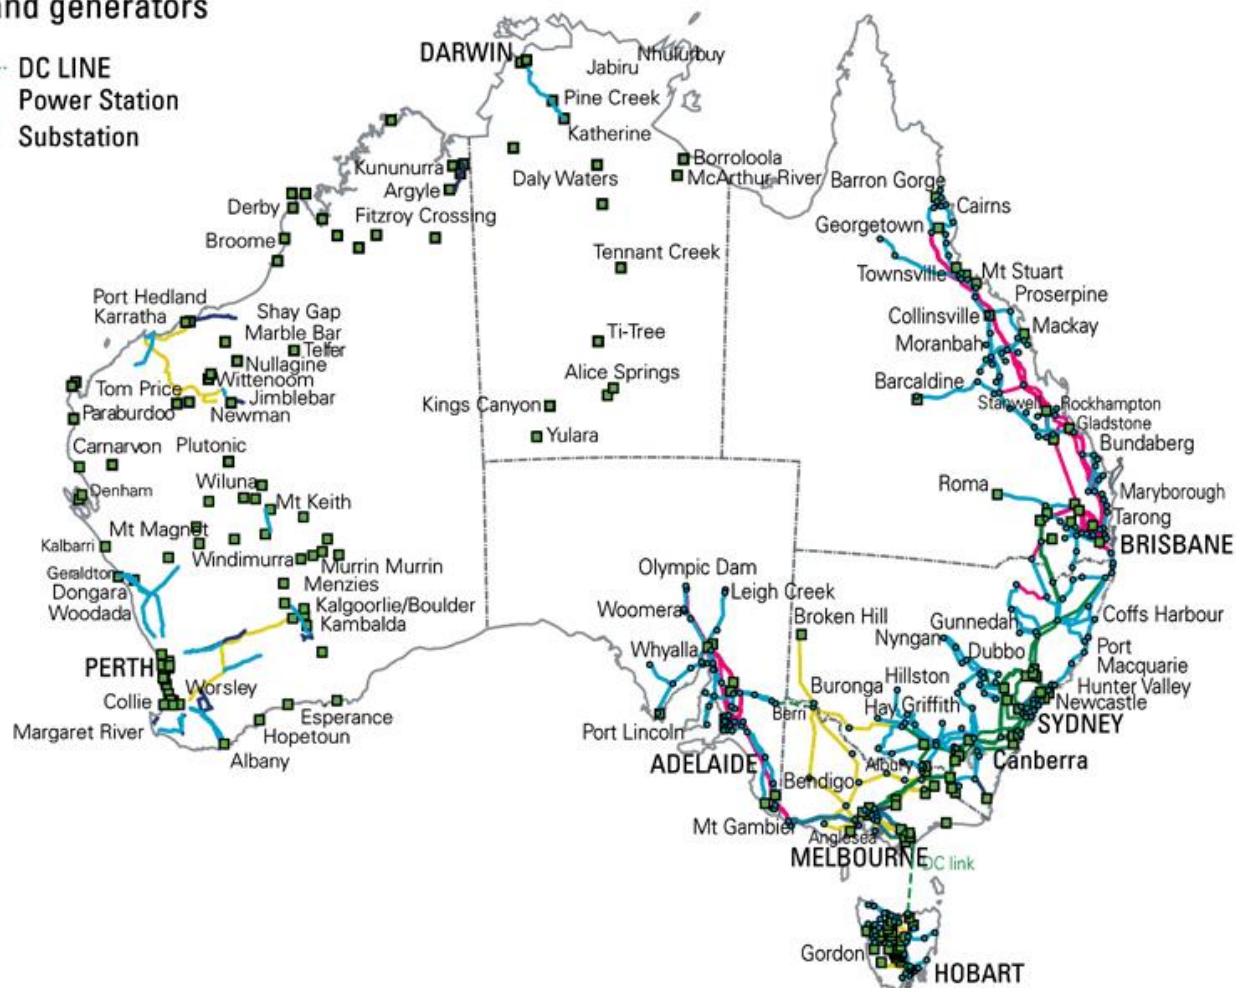 and generators
DC LINE
Power Station
Substation
DARWIN
Nhulurbuy
Jabiru
Pine Creek
Katherine
Kununurra
Argyle
Daly Waters
Borroloola
McArthur River
Barron Gorge
Cairns
Derby
Fitzroy Crossing
Georgetown
Broome
Tennant Creek
Townsville
Mt Stuart
Proserpine
Port Hedland
Karratha
Shay Gap
Marble Bar
Telfer
Nullagine
Wittenoom
Jimblebar
Tom Price
Paraburdoo
Newman
Ti-Tree
Alice Springs
Kings Canyon
Yulara
Collinsville
Mackay
Moranbah
Barcaldine
Stanwell
Rockhampton
Gladstone
Bundaberg
Carnarvon
Plutonic
Wiluna
Denham
Mt Keith
Roma
Maryborough
Tarong
BRISBANE
Mt Magnet
Kalbarri
Windimurra
Murrin Murrin
Geraldton
Dongara
Woodada
Menzies
Kalgoorlie/Boulder
Kambalda
Olympic Dam
Leigh Creek
Woomera
Whyalla
Broken Hill
Gunnedah
Coffs Harbour
Nyngan
Dubbo
Port
Macquarie
PERTH
Collie
Worsley
Margaret River
Esperance
Hopetoun
Albany
Port Lincoln
Berri
Buronga
Hillston
Hay
Griffith
Hunter Valley
Newcastle
SYDNEY
ADELAIDE
Albury
Canberra
Bendigo
Mt Gambier
Anglesea
MELBOURNE
DC link
Gordon
HOBART